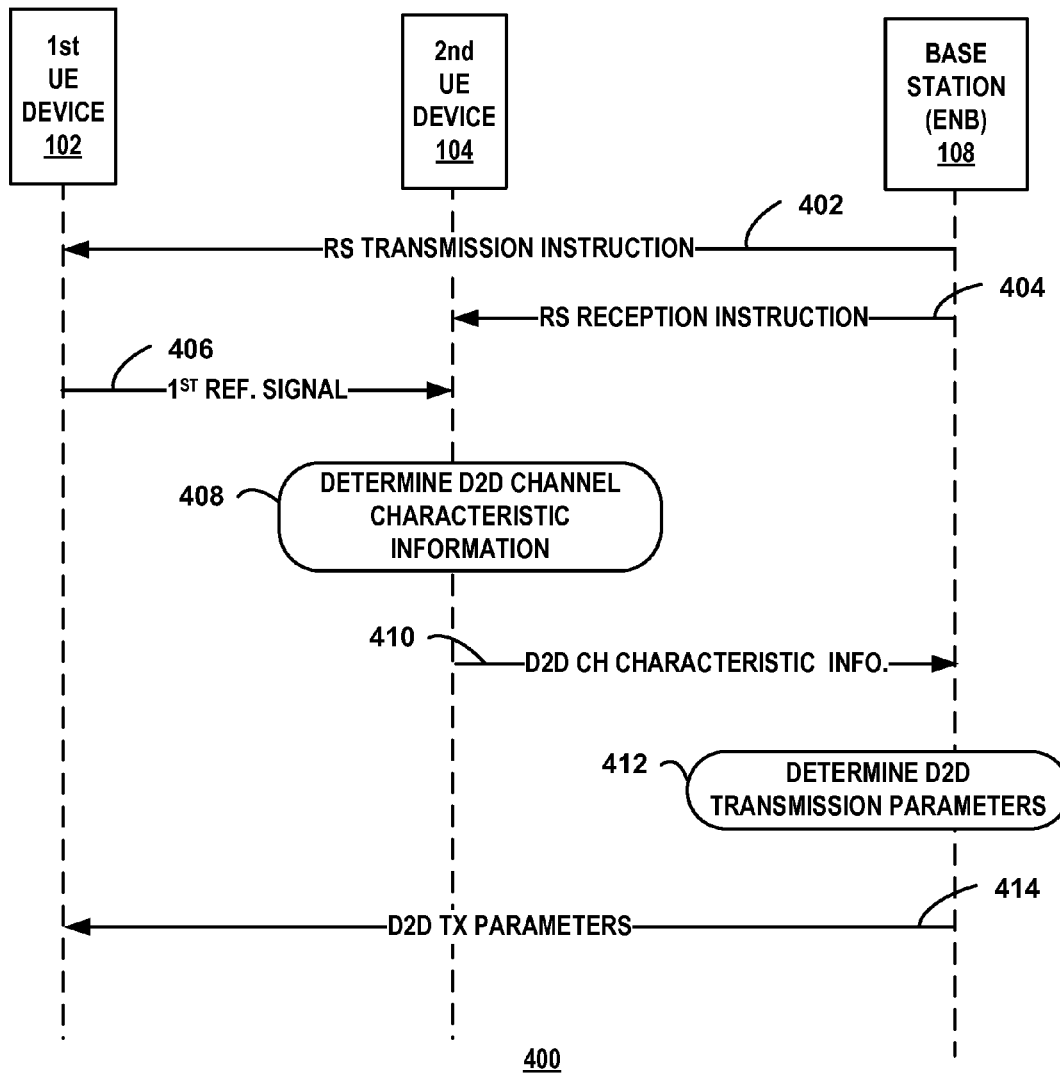 1st
UE
DEVICE
102
2nd
UE
DEVICE
104
BASE
STATION
(ENB)
108
402
RS TRANSMISSION INSTRUCTION
404
RS RECEPTION INSTRUCTION
406
1ST REF. SIGNAL
408
DETERMINE D2D CHANNEL
CHARACTERISTIC
INFORMATION
410
D2D CH CHARACTERISTIC INFO.
412
DETERMINE D2D
TRANSMISSION PARAMETERS
414
D2D TX PARAMETERS
400